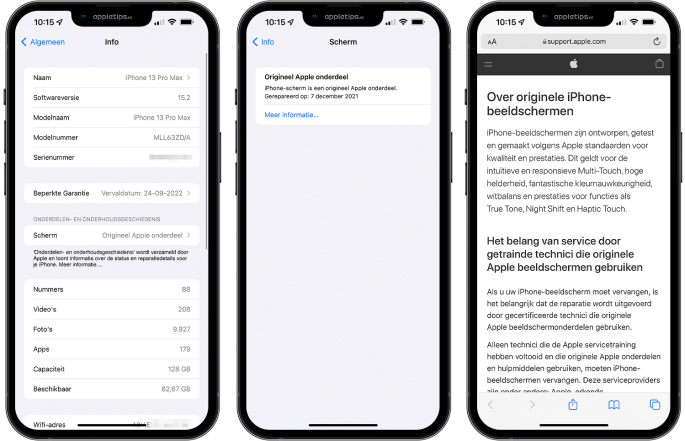 10:15
appletips.nl
Algemeen
Info
Naam
iPhone 13 Pro Max
Softwareversie
15.2
Modelnaam
iPhone 13 Pro Max
Modelnummer
MLL63ZD/A
Serienummer
Beperkte Garantie
Vervaldatum: 24-09-2022
ONDERDELEN- EN ONDERHOUDSGESCHIEDENIS
Scherm
Origineel Apple onderdeel
'Onderdelen- en onderhoudsgeschiedenis' wordt verzameld door
Apple en toont informatie over de status en reparatiedetails voor
je iPhone. Meer informatie...
Nummers
88
Video's
208
Foto's
9.927
Apps
179
Capaciteit
128 GB
Beschikbaar
82,67 GB
Wifi-adres
10:15
appletips.nl
Info
Scherm
Origineel Apple onderdeel
iPhone-scherm is een origineel Apple onderdeel.
Gerepareerd op: 7 december 2021
Meer informatie...
10:15
appletips.nl
AA
support.apple.com
Over originele iPhone-
beeldschermen
iPhone-beeldschermen zijn ontworpen, getest
en gemaakt volgens Apple standaarden voor
kwaliteit en prestaties. Dit geldt voor de
intuïtieve en responsieve Multi-Touch, hoge
helderheid, fantastische kleurnauwkeurigheid,
witbalans en prestaties voor functies als
True Tone, Night Shift en Haptic Touch.
Het belang van service door
getrainde technici die originele
Apple beeldschermen gebruiken
Als u uw iPhone-beeldscherm moet vervangen, is
het belangrijk dat de reparatie wordt uitgevoerd
door gecertificeerde technici die originele
Apple beeldschermonderdelen gebruiken.
Alleen technici die de Apple servicetraining
hebben voltooid en die originele Apple onderdelen
en hulpmiddelen gebruiken, moeten iPhone-
beeldschermen vervangen. Deze serviceproviders
zijn onder andere: Apple, erkende